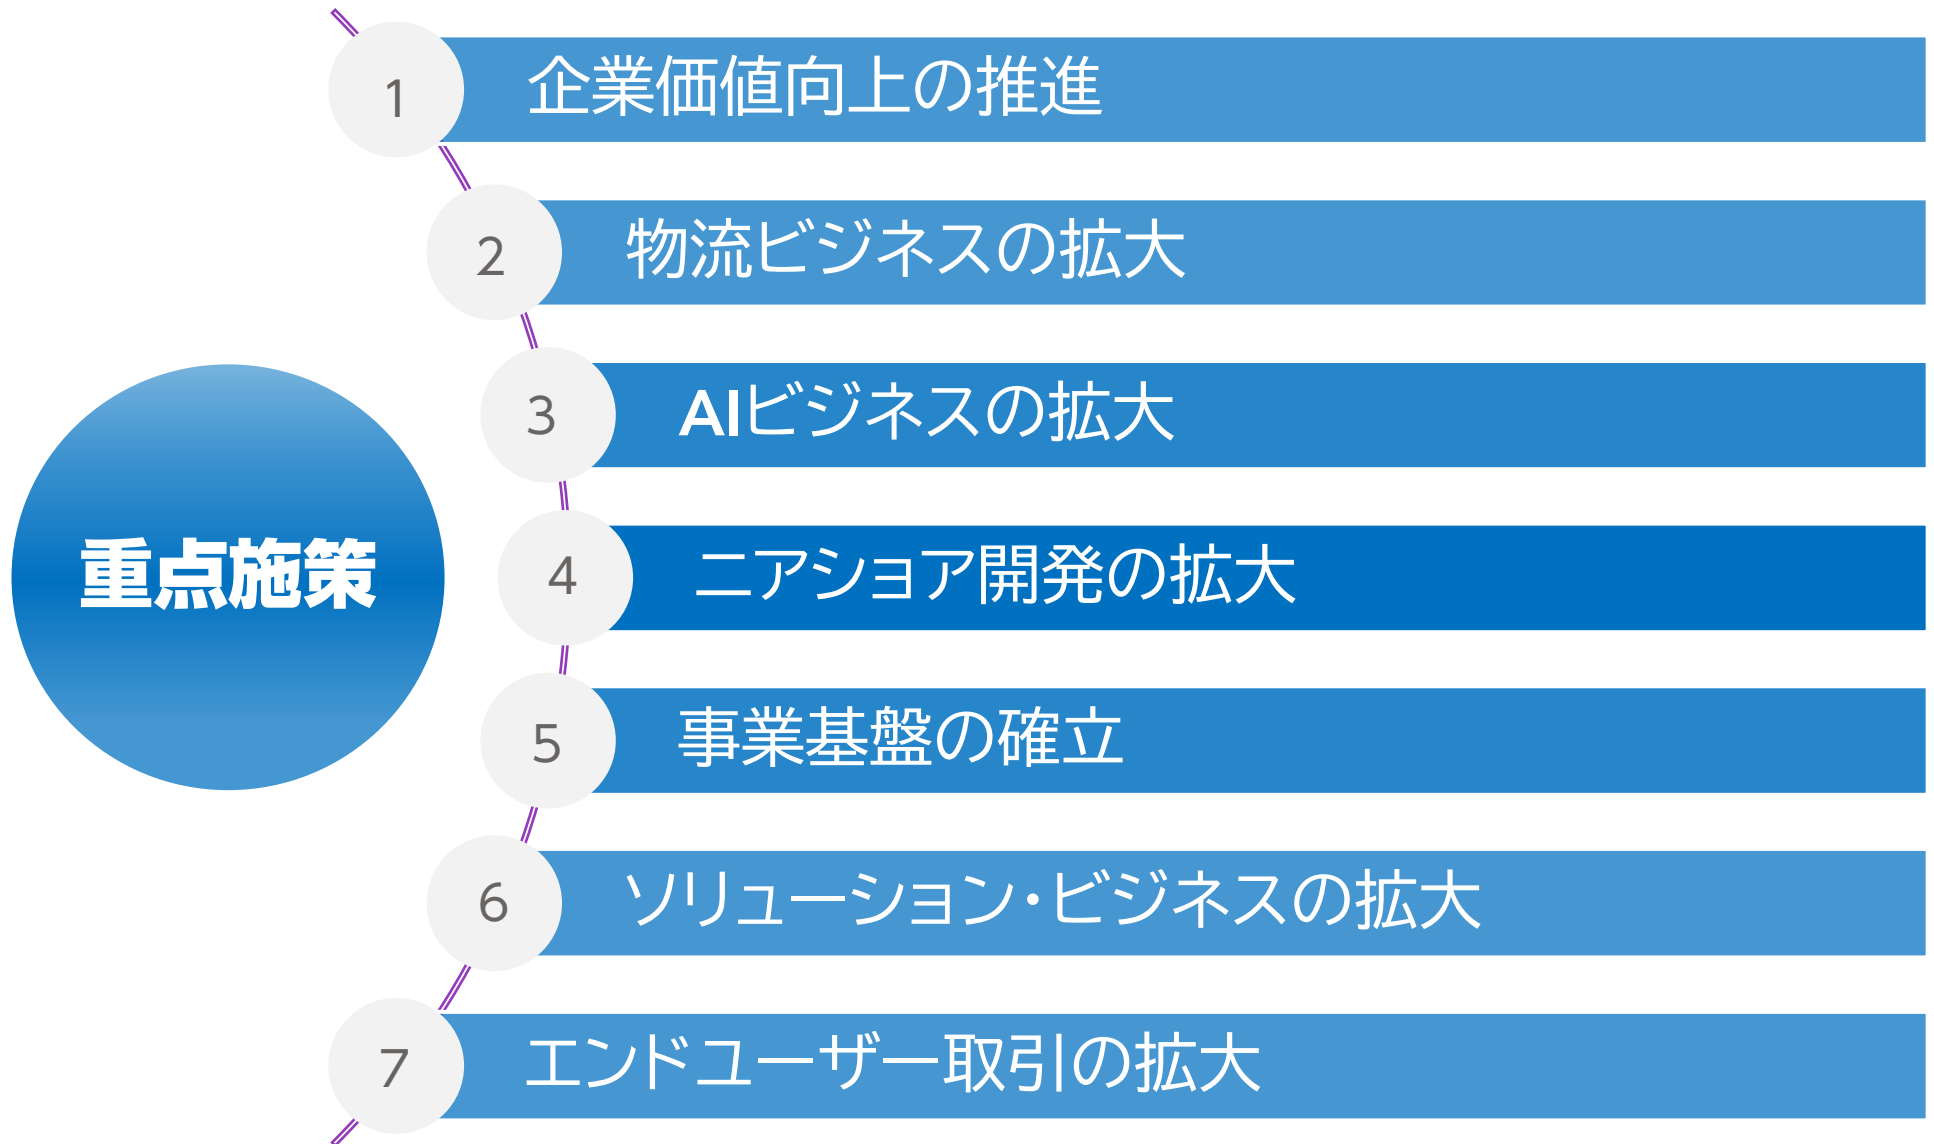 重点施策
1 企業価値向上の推進
2 物流ビジネスの拡大
3 AIビジネスの拡大
4 ニアショア開発の拡大
5 事業基盤の確立
6 ソリューション・ビジネスの拡大
7 エンドユーザー取引の拡大